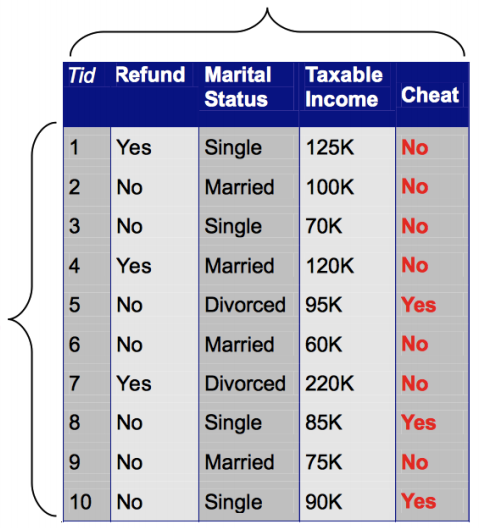 Tid Refund Marital Status Taxable Income Cheat
1 Yes Single 125K No
2 No Married 100K No
3 No Single 70K No
4 Yes Married 120K No
5 No Divorced 95K Yes
6 No Married 60K No
7 Yes Divorced 220K No
8 No Single 85K Yes
9 No Married 75K No
10 No Single 90K Yes